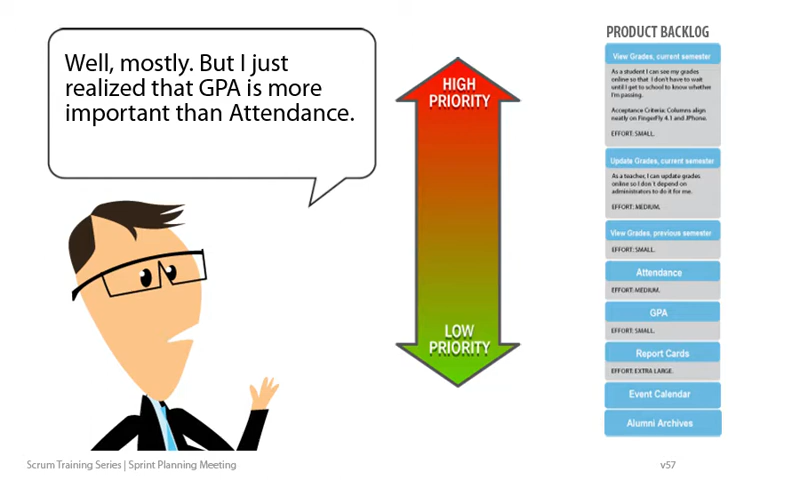 Well, mostly. But I just
realized that GPA is more
important than Attendance.
HIGH
PRIORITY
LOW
PRIORITY
PRODUCT BACKLOG
View Grades, current semester
As a student I can see my grades
online so that I don't have to wait
until I get to school to know whether
I'm passing.
Acceptance Criteria: Columns align
neatly on FingerFly 4.1 and JPhone.
EFFORT: SMALL.
Update Grades, current semester
As a teacher, I can update grades
online so I don't depend on
administrators to do it for me.
EFFORT: MEDIUM.
View Grades, previous semester
EFFORT: SMALL.
Attendance
EFFORT: MEDIUM.
GPA
EFFORT: SMALL.
Report Cards
EFFORT: EXTRA LARGE.
Event Calendar
Alumni Archives
Scrum Training Series | Sprint Planning Meeting
v57